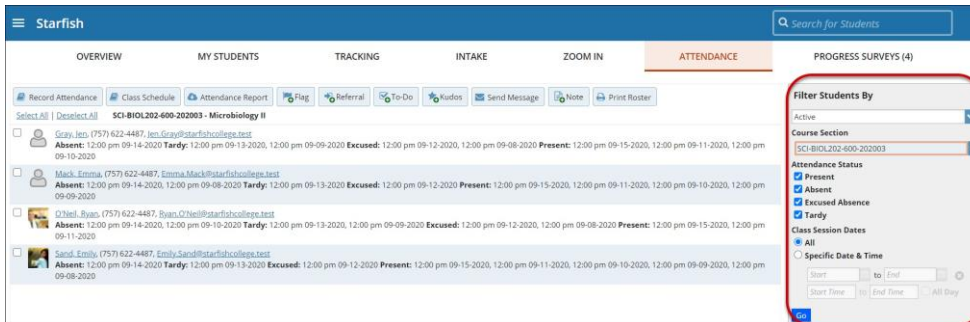 Starfish
Search for Students
OVERVIEW MY STUDENTS TRACKING INTAKE ZOOM IN ATTENDANCE PROGRESS SURVEYS (4)
Record Attendance Class Schedule Attendance Report Flag Referral To-Do Kudos Send Message Note Print Roster
Select All | Deselect All SCI-BIOL202-600-202003 - Microbiology II
Gray, Jen, (757) 622-4487, Jen.Gray@starfishcollege.test
Absent: 12:00 pm 09-14-2020 Tardy: 12:00 pm 09-13-2020, 12:00 pm 09-09-2020 Excused: 12:00 pm 09-12-2020, 12:00 pm 09-08-2020 Present: 12:00 pm 09-15-2020, 12:00 pm 09-11-2020, 12:00 pm
09-10-2020
Mack, Emma, (757) 622-4487, Emma.Mack@starfishcollege.test
Absent: 12:00 pm 09-14-2020, 12:00 pm 09-08-2020 Tardy: 12:00 pm 09-13-2020 Excused: 12:00 pm 09-12-2020 Present: 12:00 pm 09-15-2020, 12:00 pm 09-11-2020, 12:00 pm 09-10-2020, 12:00 pm
09-09-2020
O'Neil, Ryan, (757) 622-4487, Ryan.O'Neil@starfishcollege.test
Absent: 12:00 pm 09-14-2020, 12:00 pm 09-10-2020 Tardy: 12:00 pm 09-13-2020, 12:00 pm 09-09-2020 Excused: 12:00 pm 09-12-2020, 12:00 pm 09-08-2020 Present: 12:00 pm 09-15-2020, 12:00 pm
09-11-2020
Sand, Emily, (757) 622-4487, Emily.Sand@starfishcollege.test
Absent: 12:00 pm 09-14-2020 Tardy: 12:00 pm 09-13-2020 Excused: 12:00 pm 09-12-2020 Present: 12:00 pm 09-15-2020, 12:00 pm 09-11-2020, 12:00 pm 09-10-2020, 12:00 pm 09-09-2020, 12:00 pm
09-08-2020
Filter Students By
Active
Course Section
SCI-BIOL202-600-202003
Attendance Status
Present
Absent
Excused Absence
Tardy
Class Session Dates
All
Specific Date & Time
Start to End
Start Time to End Time All Day
Go